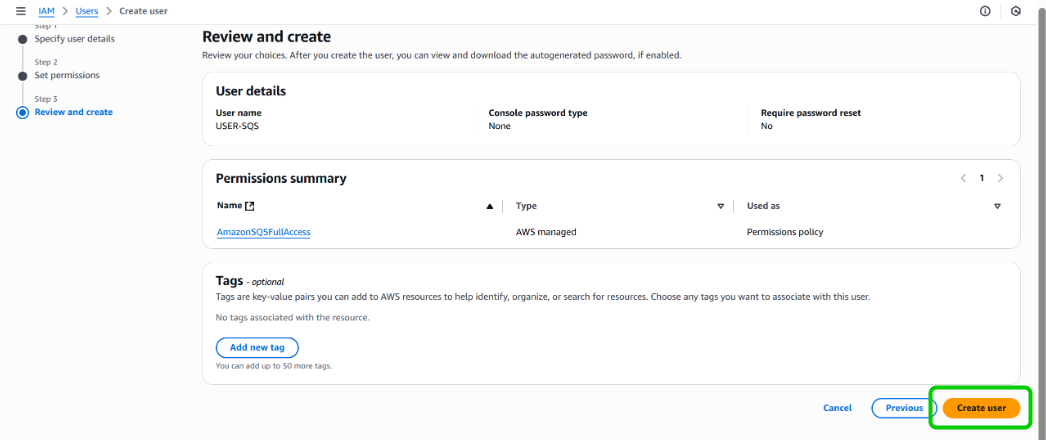 IAM > Users > Create user
Step 1
Specify user details
Step 2
Set permissions
Step 3
Review and create
Review and create
Review your choices. After you create the user, you can view and download the autogenerated password, if enabled.
User details
User name
USER-SQS
Console password type
None
Require password reset
No
Permissions summary
1
Name
Type
Used as
AmazonSQSFullAccess
AWS managed
Permissions policy
Tags - optional
Tags are key-value pairs you can add to AWS resources to help identify, organize, or search for resources. Choose any tags you want to associate with this user.
No tags associated with the resource.
Add new tag
You can add up to 50 more tags.
Cancel
Previous
Create user